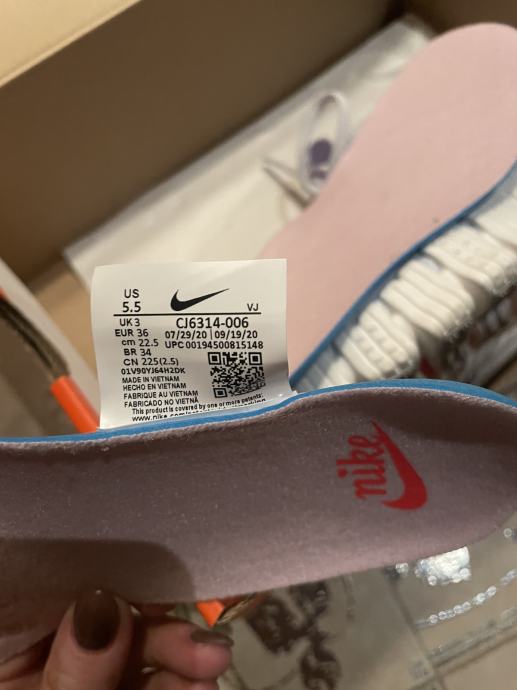 US
5.5
VJ
UK 3
CJ6314-006
EUR 36
07/29/20 09/19/20
cm 22.5
UPC 00194500815148
BR 34
CN 225(2.5)
01V90YJ64H2DK
MADE IN VIETNAM
HECHO EN VIETNAM
FABRIQUE AU VIETNAM
FABRICADO NO VIETNA
This product is covered by one or more patents:
nike